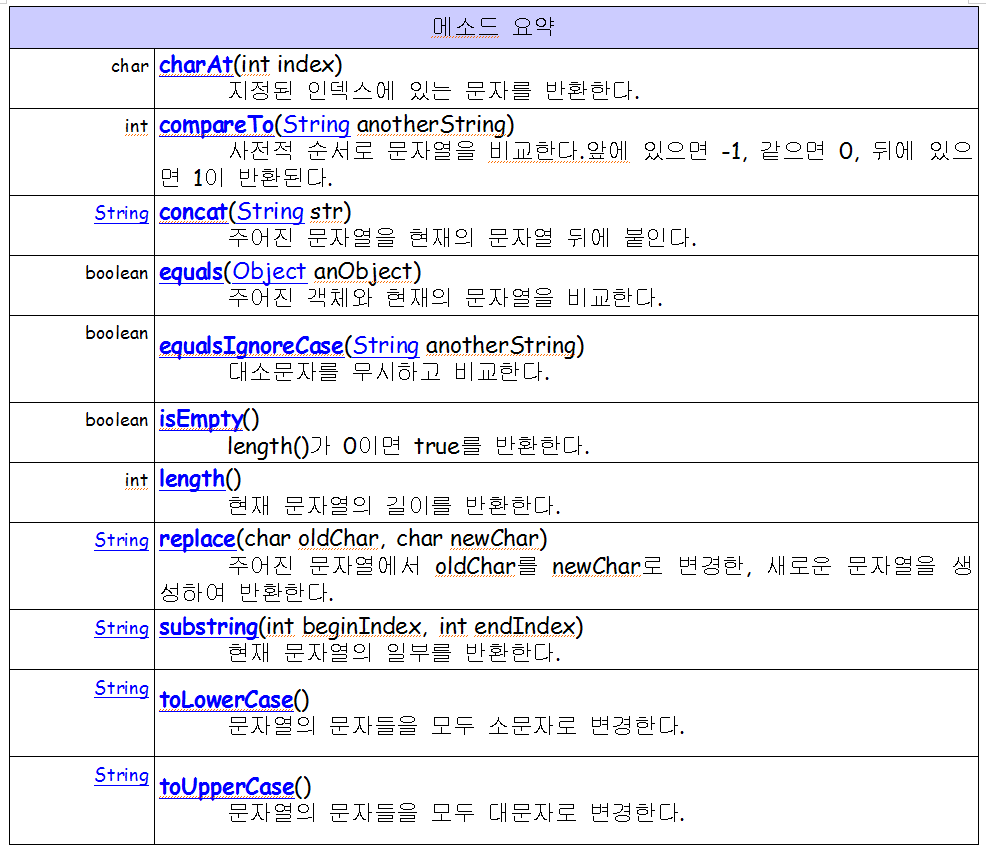 메소드 요약
char charAt(int index)
지정된 인덱스에 있는 문자를 반환한다.
int compareTo(String anotherString)
사전적 순서로 문자열을 비교한다.앞에 있으면 -1, 같으면 0, 뒤에 있으
면 1이 반환된다.
String concat(String str)
주어진 문자열을 현재의 문자열 뒤에 붙인다.
boolean equals(Object anObject)
주어진 객체와 현재의 문자열을 비교한다.
boolean equalsIgnoreCase(String anotherString)
대소문자를 무시하고 비교한다.
boolean isEmpty()
length()가 0이면 true를 반환한다.
int length()
현재 문자열의 길이를 반환한다.
String replace(char oldChar, char newChar)
주어진 문자열에서 oldChar를 newChar로 변경한, 새로운 문자열을 생
성하여 반환한다.
String substring(int beginIndex, int endIndex)
현재 문자열의 일부를 반환한다.
String toLowerCase()
문자열의 문자들을 모두 소문자로 변경한다.
String toUpperCase()
문자열의 문자들을 모두 대문자로 변경한다.